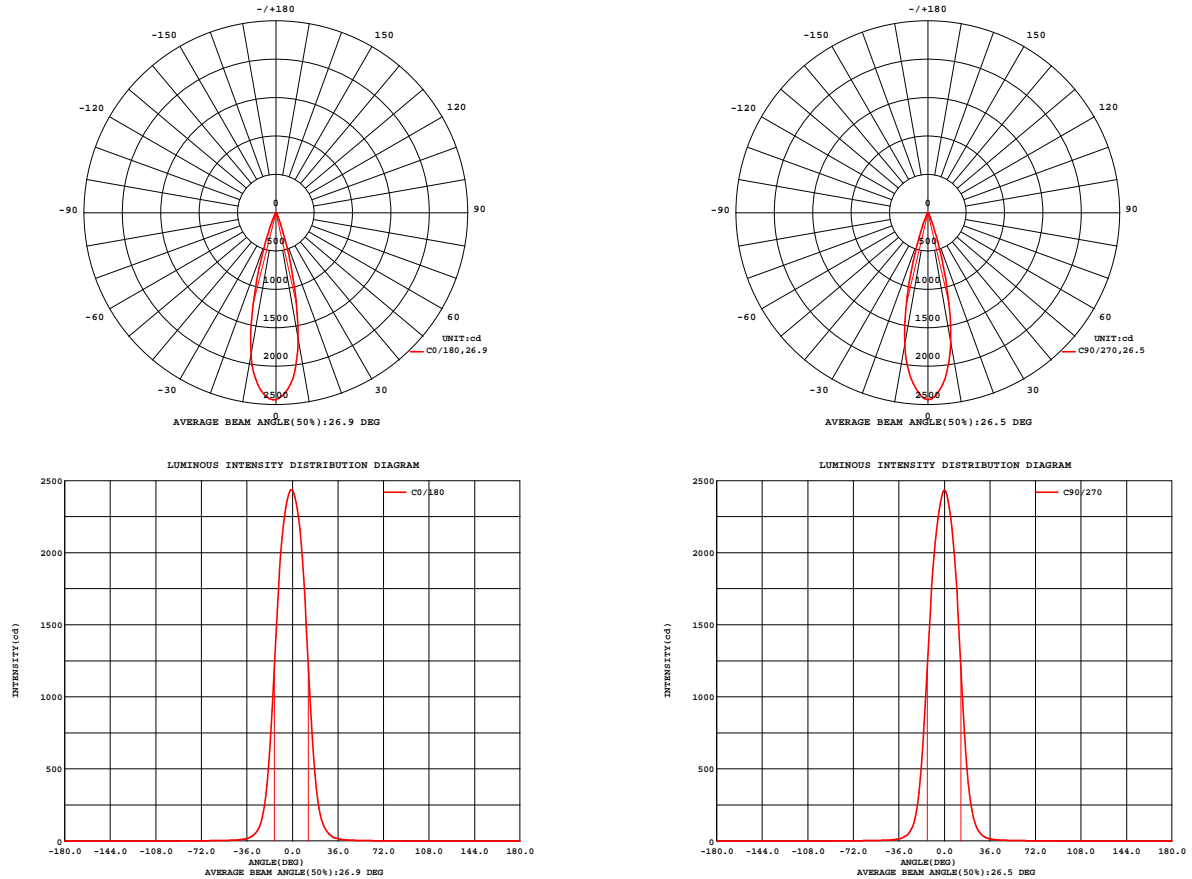 -/+180
-150
150
-120
120
-90
90
0
500
1000
1500
2000
2500
-60
60
-30
30
0
UNIT:cd
C0/180,26.9
AVERAGE BEAM ANGLE(50%):26.9 DEG
-/+180
-150
150
-120
120
-90
90
0
500
1000
1500
2000
2500
-60
60
-30
30
0
UNIT:cd
C90/270,26.5
AVERAGE BEAM ANGLE(50%):26.5 DEG
LUMINOUS INTENSITY DISTRIBUTION DIAGRAM
C0/180
INTENSITY(cd)
2500
2000
1500
1000
500
0
-180.0 -144.0 -108.0 -72.0 -36.0 0.0 36.0 72.0 108.0 144.0 180.0
ANGLE(DEG)
AVERAGE BEAM ANGLE(50%):26.9 DEG
LUMINOUS INTENSITY DISTRIBUTION DIAGRAM
C90/270
INTENSITY(cd)
2500
2000
1500
1000
500
0
-180.0 -144.0 -108.0 -72.0 -36.0 0.0 36.0 72.0 108.0 144.0 180.0
ANGLE(DEG)
AVERAGE BEAM ANGLE(50%):26.5 DEG